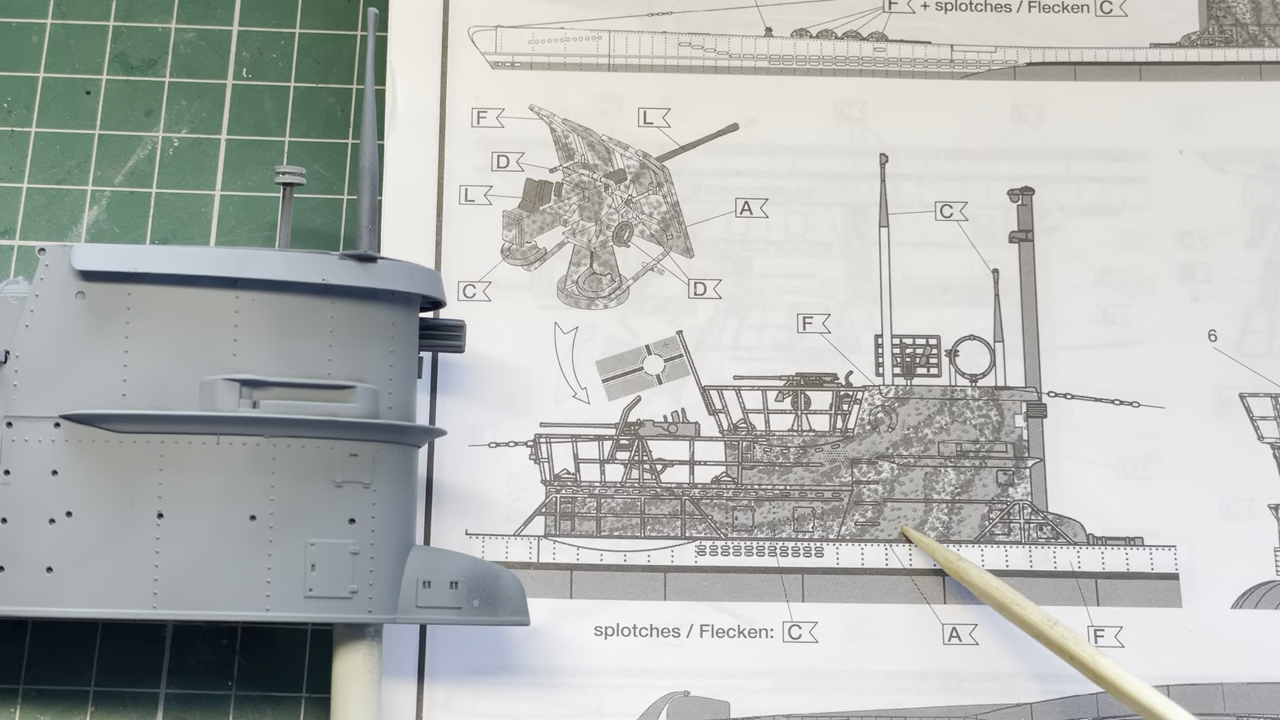 F + splotches / Flecken C
F
L
D
L
A
C
D
C
F
6
splotches / Flecken: C
A
F